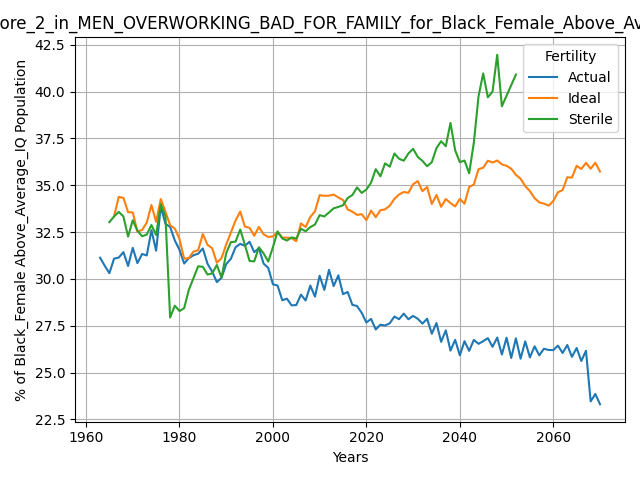 ore_2_in_MEN_OVERWORKING_BAD_FOR_FAMILY_for_Black_Female_Above_Av
% of Black_Female Above_Average_IQ Population
42.5
40.0
37.5
35.0
32.5
30.0
27.5
25.0
22.5
Fertility
Actual
Ideal
Sterile
1960
1980
2000
2020
2040
2060
Years